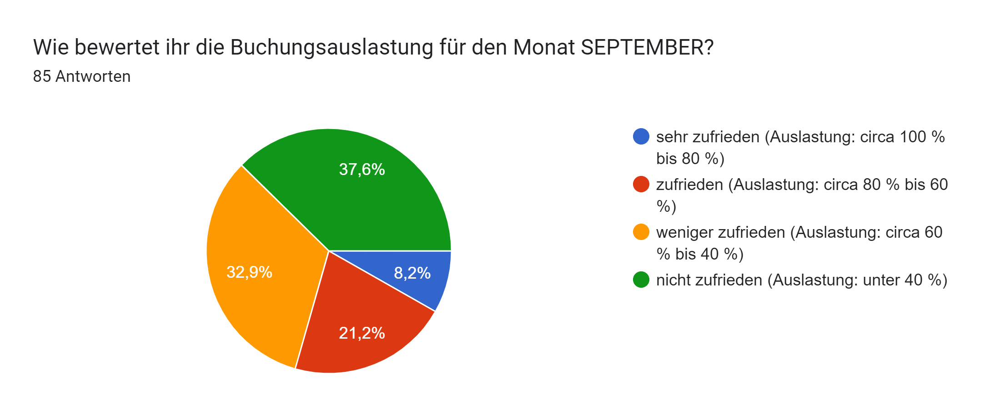 Wie bewertet ihr die Buchungsauslastung für den Monat SEPTEMBER?
85 Antworten
37,6%
32,9%
8,2%
21,2%
sehr zufrieden (Auslastung: circa 100 %
bis 80 %)
zufrieden (Auslastung: circa 80 % bis 60
%)
weniger zufrieden (Auslastung: circa 60
% bis 40 %)
nicht zufrieden (Auslastung: unter 40 %)